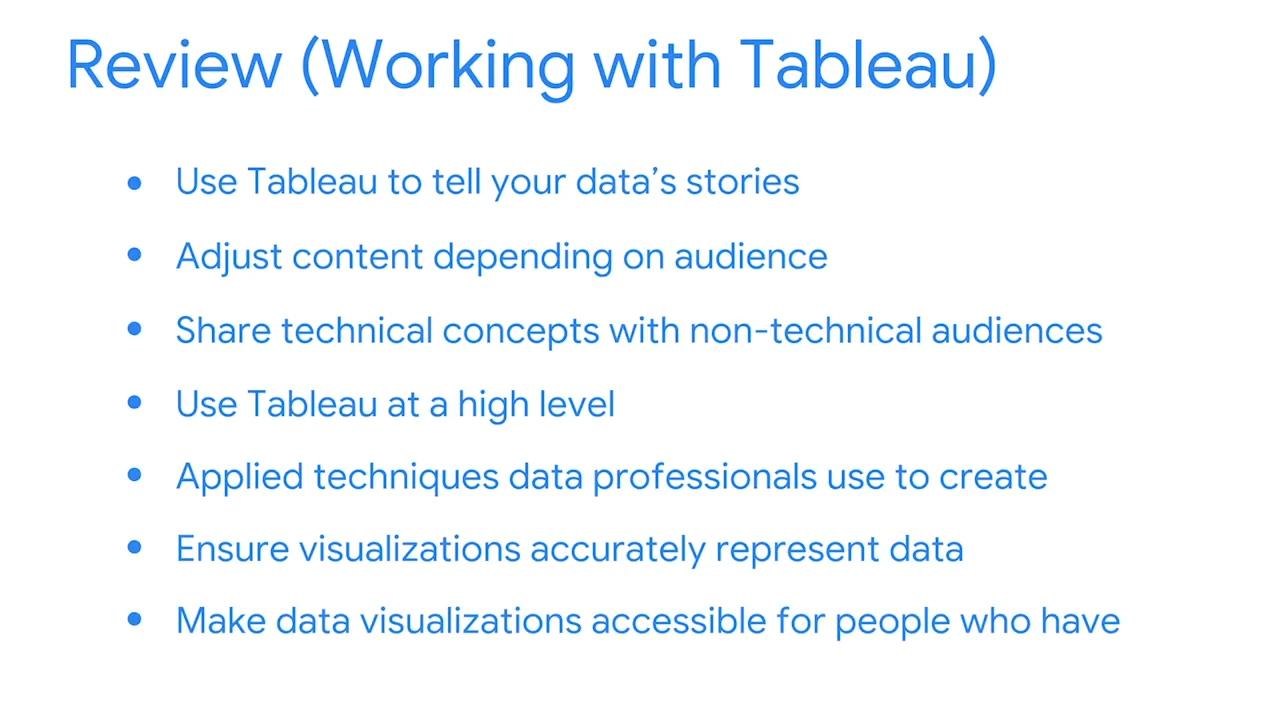 Review (Working with Tableau)
• Use Tableau to tell your data’s stories
• Adjust content depending on audience
• Share technical concepts with non-technical audiences
• Use Tableau at a high level
• Applied techniques data professionals use to create
• Ensure visualizations accurately represent data
• Make data visualizations accessible for people who have